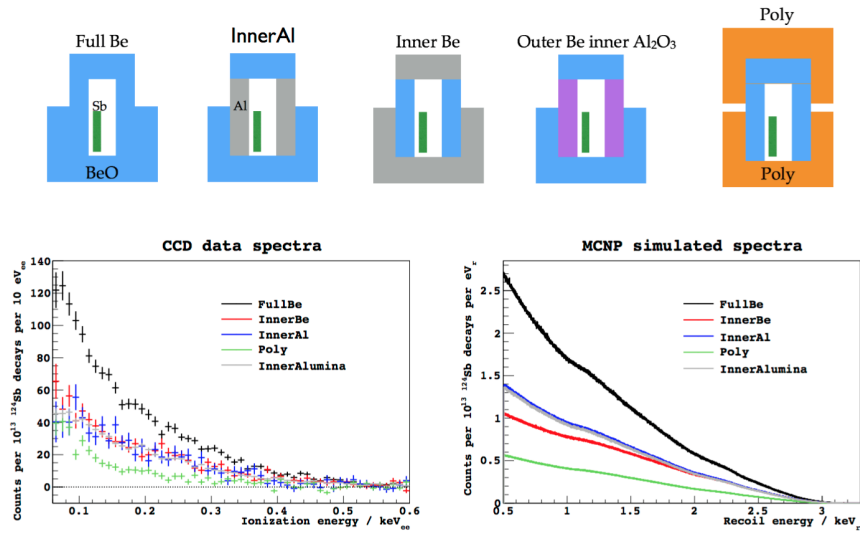 Full Be
InnerAl
Inner Be
Outer Be inner Al₂O₃
Poly
Sb
Al
BeO
Poly
CCD data spectra
Counts per 10¹³ ¹²⁴Sb decays per 10 eVₑₑ
140
120
100
80
60
40
20
0
FullBe
InnerBe
InnerAl
Poly
InnerAlumina
0.1 0.2 0.3 0.4 0.5 0.6
Ionization energy / keVₑₑ
MCNP simulated spectra
Counts per 10¹³ ¹²⁴Sb decays per eVᵣ
2.5
2
1.5
1
0.5
0
FullBe
InnerBe
InnerAl
Poly
InnerAlumina
0.5 1 1.5 2 2.5 3
Recoil energy / keVᵣ